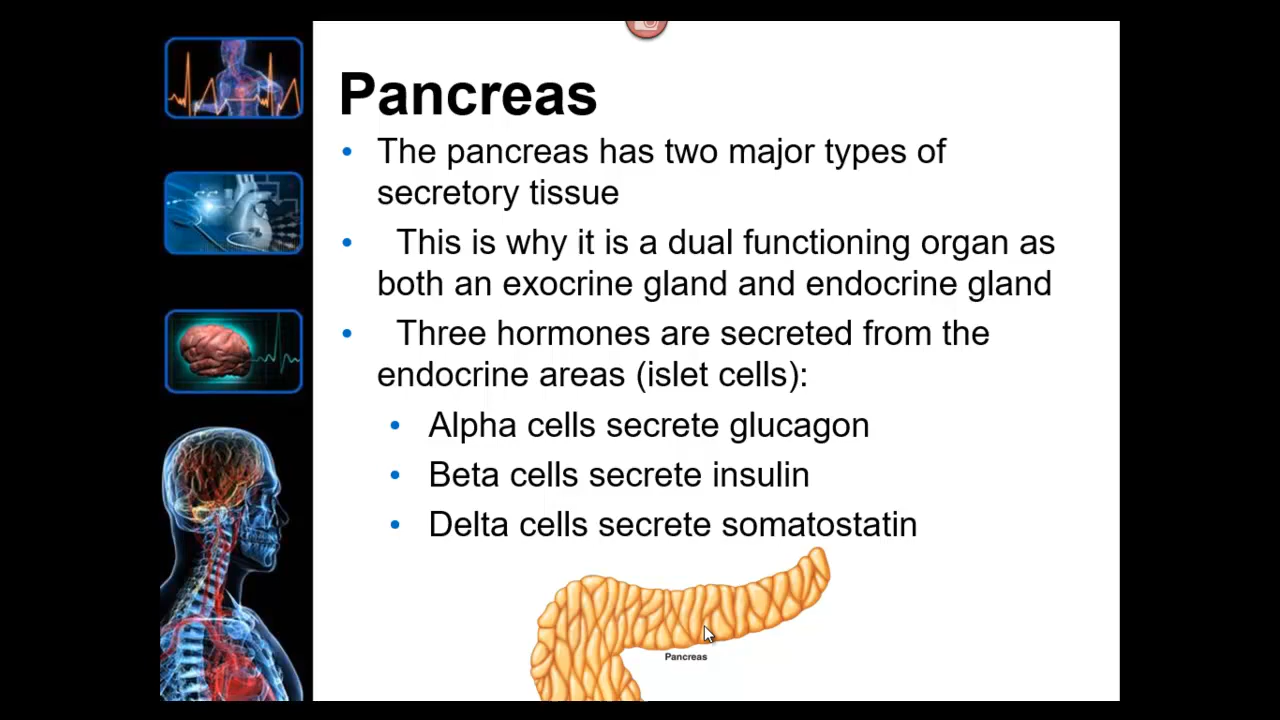 Pancreas
• The pancreas has two major types of
secretory tissue
• This is why it is a dual functioning organ as
both an exocrine gland and endocrine gland
• Three hormones are secreted from the
endocrine areas (islet cells):
• Alpha cells secrete glucagon
• Beta cells secrete insulin
• Delta cells secrete somatostatin
Pancreas